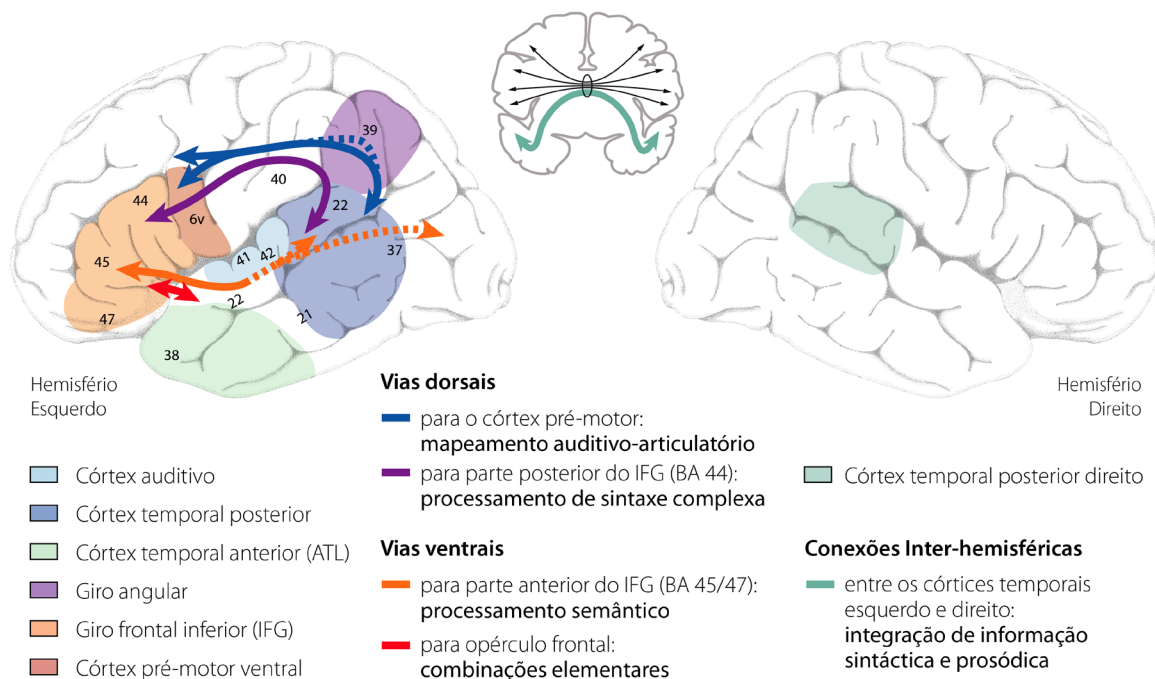 39
40
44
22
6v
41
42
37
45
22
47
21
38
Hemisfério
Esquerdo
Hemisfério
Direito
Córtex auditivo
Córtex temporal posterior
Córtex temporal anterior (ATL)
Giro angular
Giro frontal inferior (IFG)
Córtex pré-motor ventral
Vias dorsais
para o córtex pré-motor:
mapeamento auditivo-articulatório
para parte posterior do IFG (BA 44):
processamento de sintaxe complexa
Vias ventrais
para parte anterior do IFG (BA 45/47):
processamento semântico
para opérculo frontal:
combinações elementares
Córtex temporal posterior direito
Conexões Inter-hemisféricas
entre os córtices temporais
esquerdo e direito:
integração de informação
sintáctica e prosódica